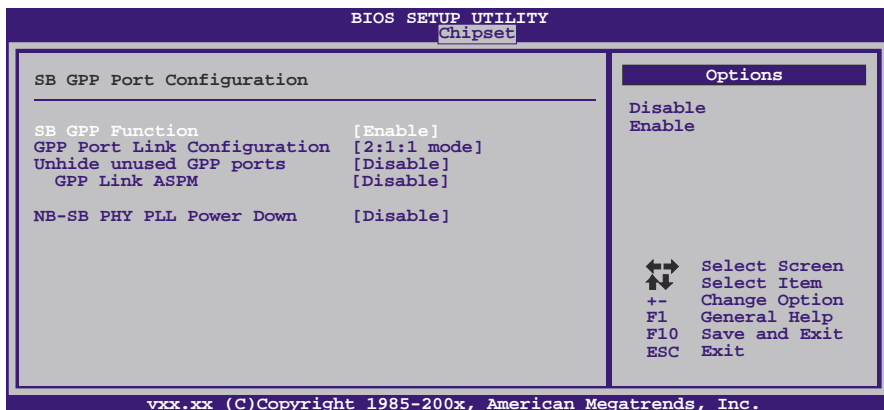 BIOS SETUP UTILITY
Chipset
SB GPP Port Configuration
SB GPP Function [Enable]
GPP Port Link Configuration [2:1:1 mode]
Unhide unused GPP ports [Disable]
GPP Link ASPM [Disable]
NB-SB PHY PLL Power Down [Disable]
Options
Disable
Enable
Select Screen
Select Item
+- Change Option
F1 General Help
F10 Save and Exit
ESC Exit
vxx.xx (C)Copyright 1985-200x, American Megatrends, Inc.